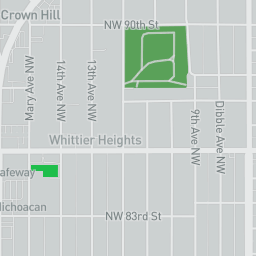 Crown Hill
NW 90th St
Mary Ave NW
14th Ave NW
13th Ave NW
9th Ave NW
Dibble Ave NW
Whittier Heights
afeway
lichoacan
NW 83rd St